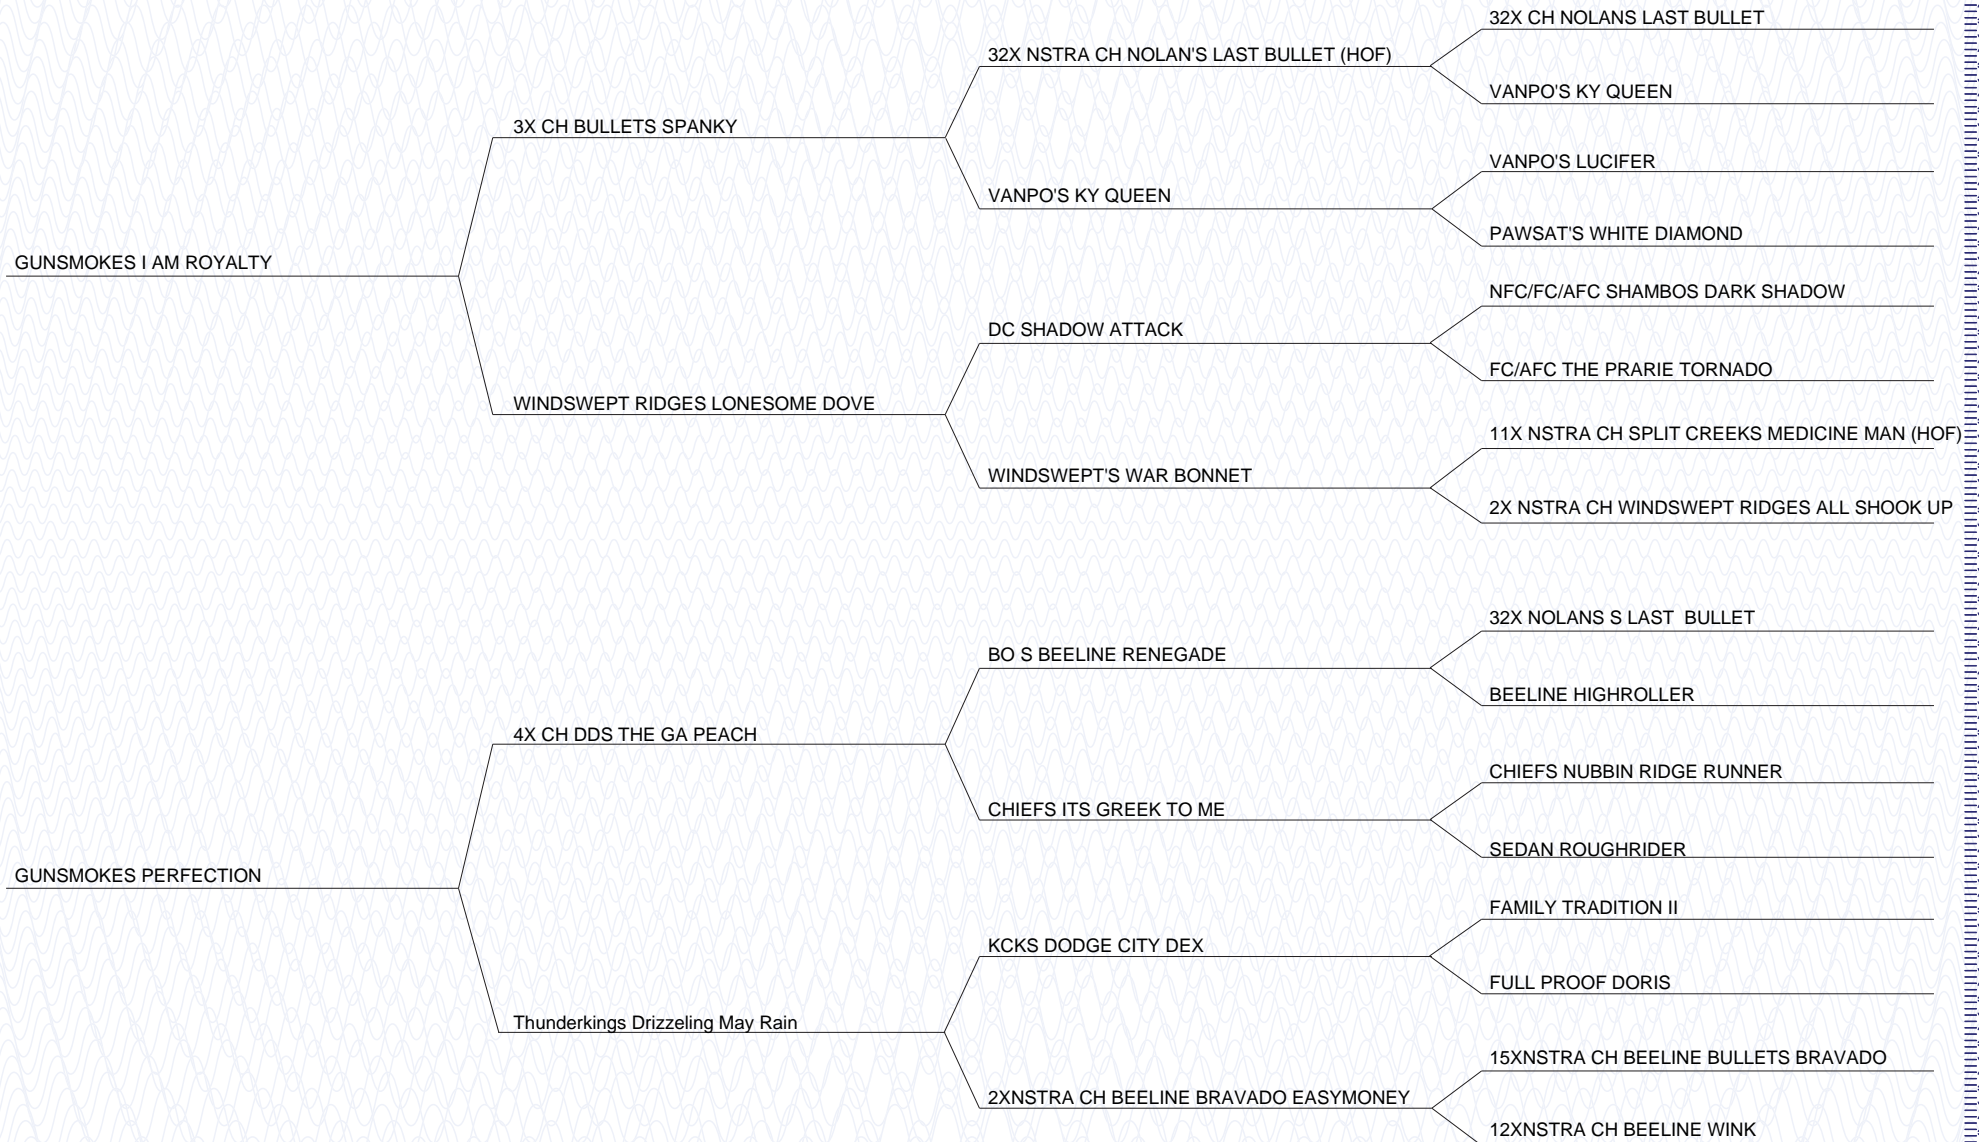 32X CH NOLANS LAST BULLET
32X NSTRA CH NOLAN'S LAST BULLET (HOF)
VANPO'S KY QUEEN
3X CH BULLETS SPANKY
VANPO'S LUCIFER
VANPO'S KY QUEEN
PAWSAT'S WHITE DIAMOND
GUNSMOKES I AM ROYALTY
NFC/FC/AFC SHAMBOS DARK SHADOW
DC SHADOW ATTACK
FC/AFC THE PRARIE TORNADO
WINDSWEPT RIDGES LONESOME DOVE
11X NSTRA CH SPLIT CREEKS MEDICINE MAN (HOF)
WINDSWEPT'S WAR BONNET
2X NSTRA CH WINDSWEPT RIDGES ALL SHOOK UP
32X NOLANS S LAST  BULLET
BO S BEELINE RENEGADE
BEELINE HIGHROLLER
4X CH DDS THE GA PEACH
CHIEFS NUBBIN RIDGE RUNNER
CHIEFS ITS GREEK TO ME
SEDAN ROUGHRIDER
GUNSMOKES PERFECTION
FAMILY TRADITION II
KCKS DODGE CITY DEX
FULL PROOF DORIS
Thunderkings Drizzeling May Rain
15XNSTRA CH BEELINE BULLETS BRAVADO
2XNSTRA CH BEELINE BRAVADO EASYMONEY
12XNSTRA CH BEELINE WINK